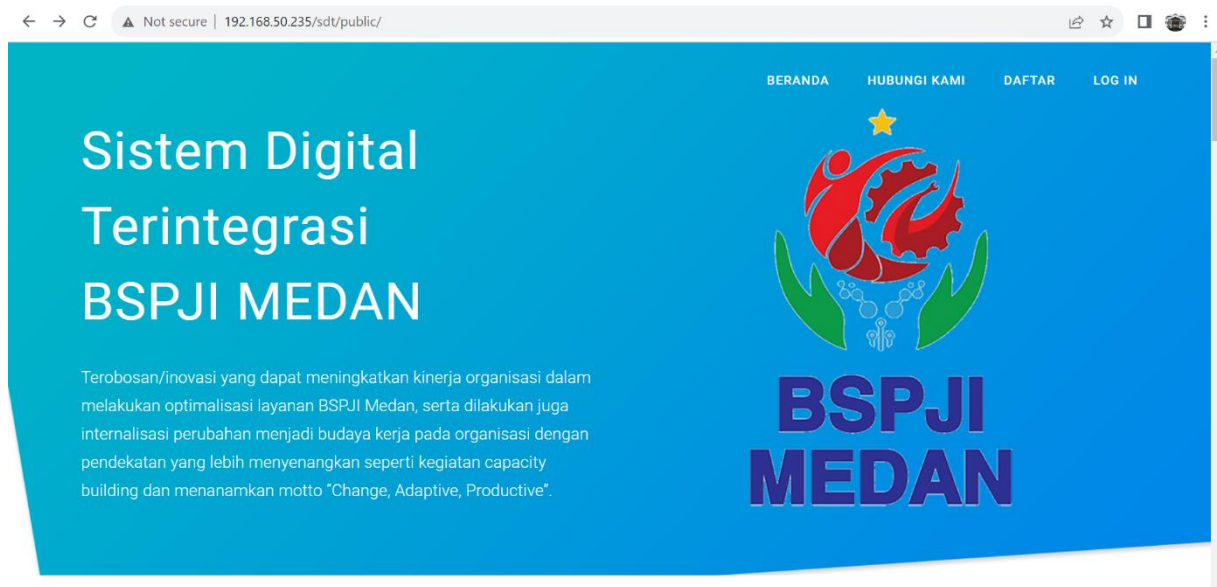 Not secure | 192.168.50.235/sdt/public/
BERANDA HUBUNGI KAMI DAFTAR LOG IN
Sistem Digital
Terintegrasi
BSPJI MEDAN
Terobosan/inovasi yang dapat meningkatkan kinerja organisasi dalam
melakukan optimalisasi layanan BSPJI Medan, serta dilakukan juga
internalisasi perubahan menjadi budaya kerja pada organisasi dengan
pendekatan yang lebih menyenangkan seperti kegiatan capacity
building dan menanamkan motto “Change, Adaptive, Productive”.
BSPJI
MEDAN